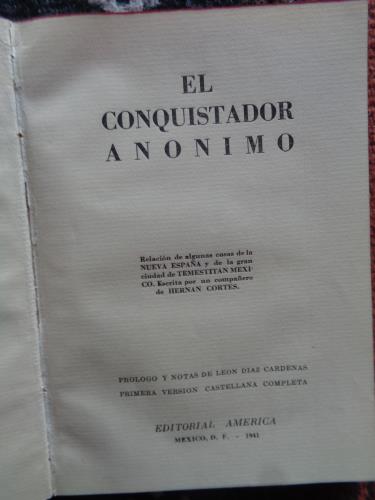 EL
CONQUISTADOR
ANONIMO
Relación de algunas cosas de la
NUEVA ESPAÑA y de la gran
ciudad de TEMESTITAN MEXI-
CO. Escrita por un compañero
de HERNAN CORTES.
PROLOGO Y NOTAS DE LEON DIAZ CARDENAS
PRIMERA VERSION CASTELLANA COMPLETA
EDITORIAL AMERICA
MEXICO, D. F. - 1941